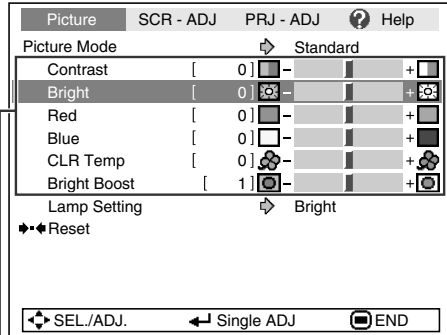 Picture SCR - ADJ PRJ - ADJ ? Help
Picture Mode Standard
Contrast [ 0 ] - +
Bright [ 0 ] - +
Red [ 0 ] - +
Blue [ 0 ] - +
CLR Temp [ 0 ] - +
Bright Boost [ 1 ] - +
Lamp Setting Bright
Reset
SEL./ADJ. Single ADJ END